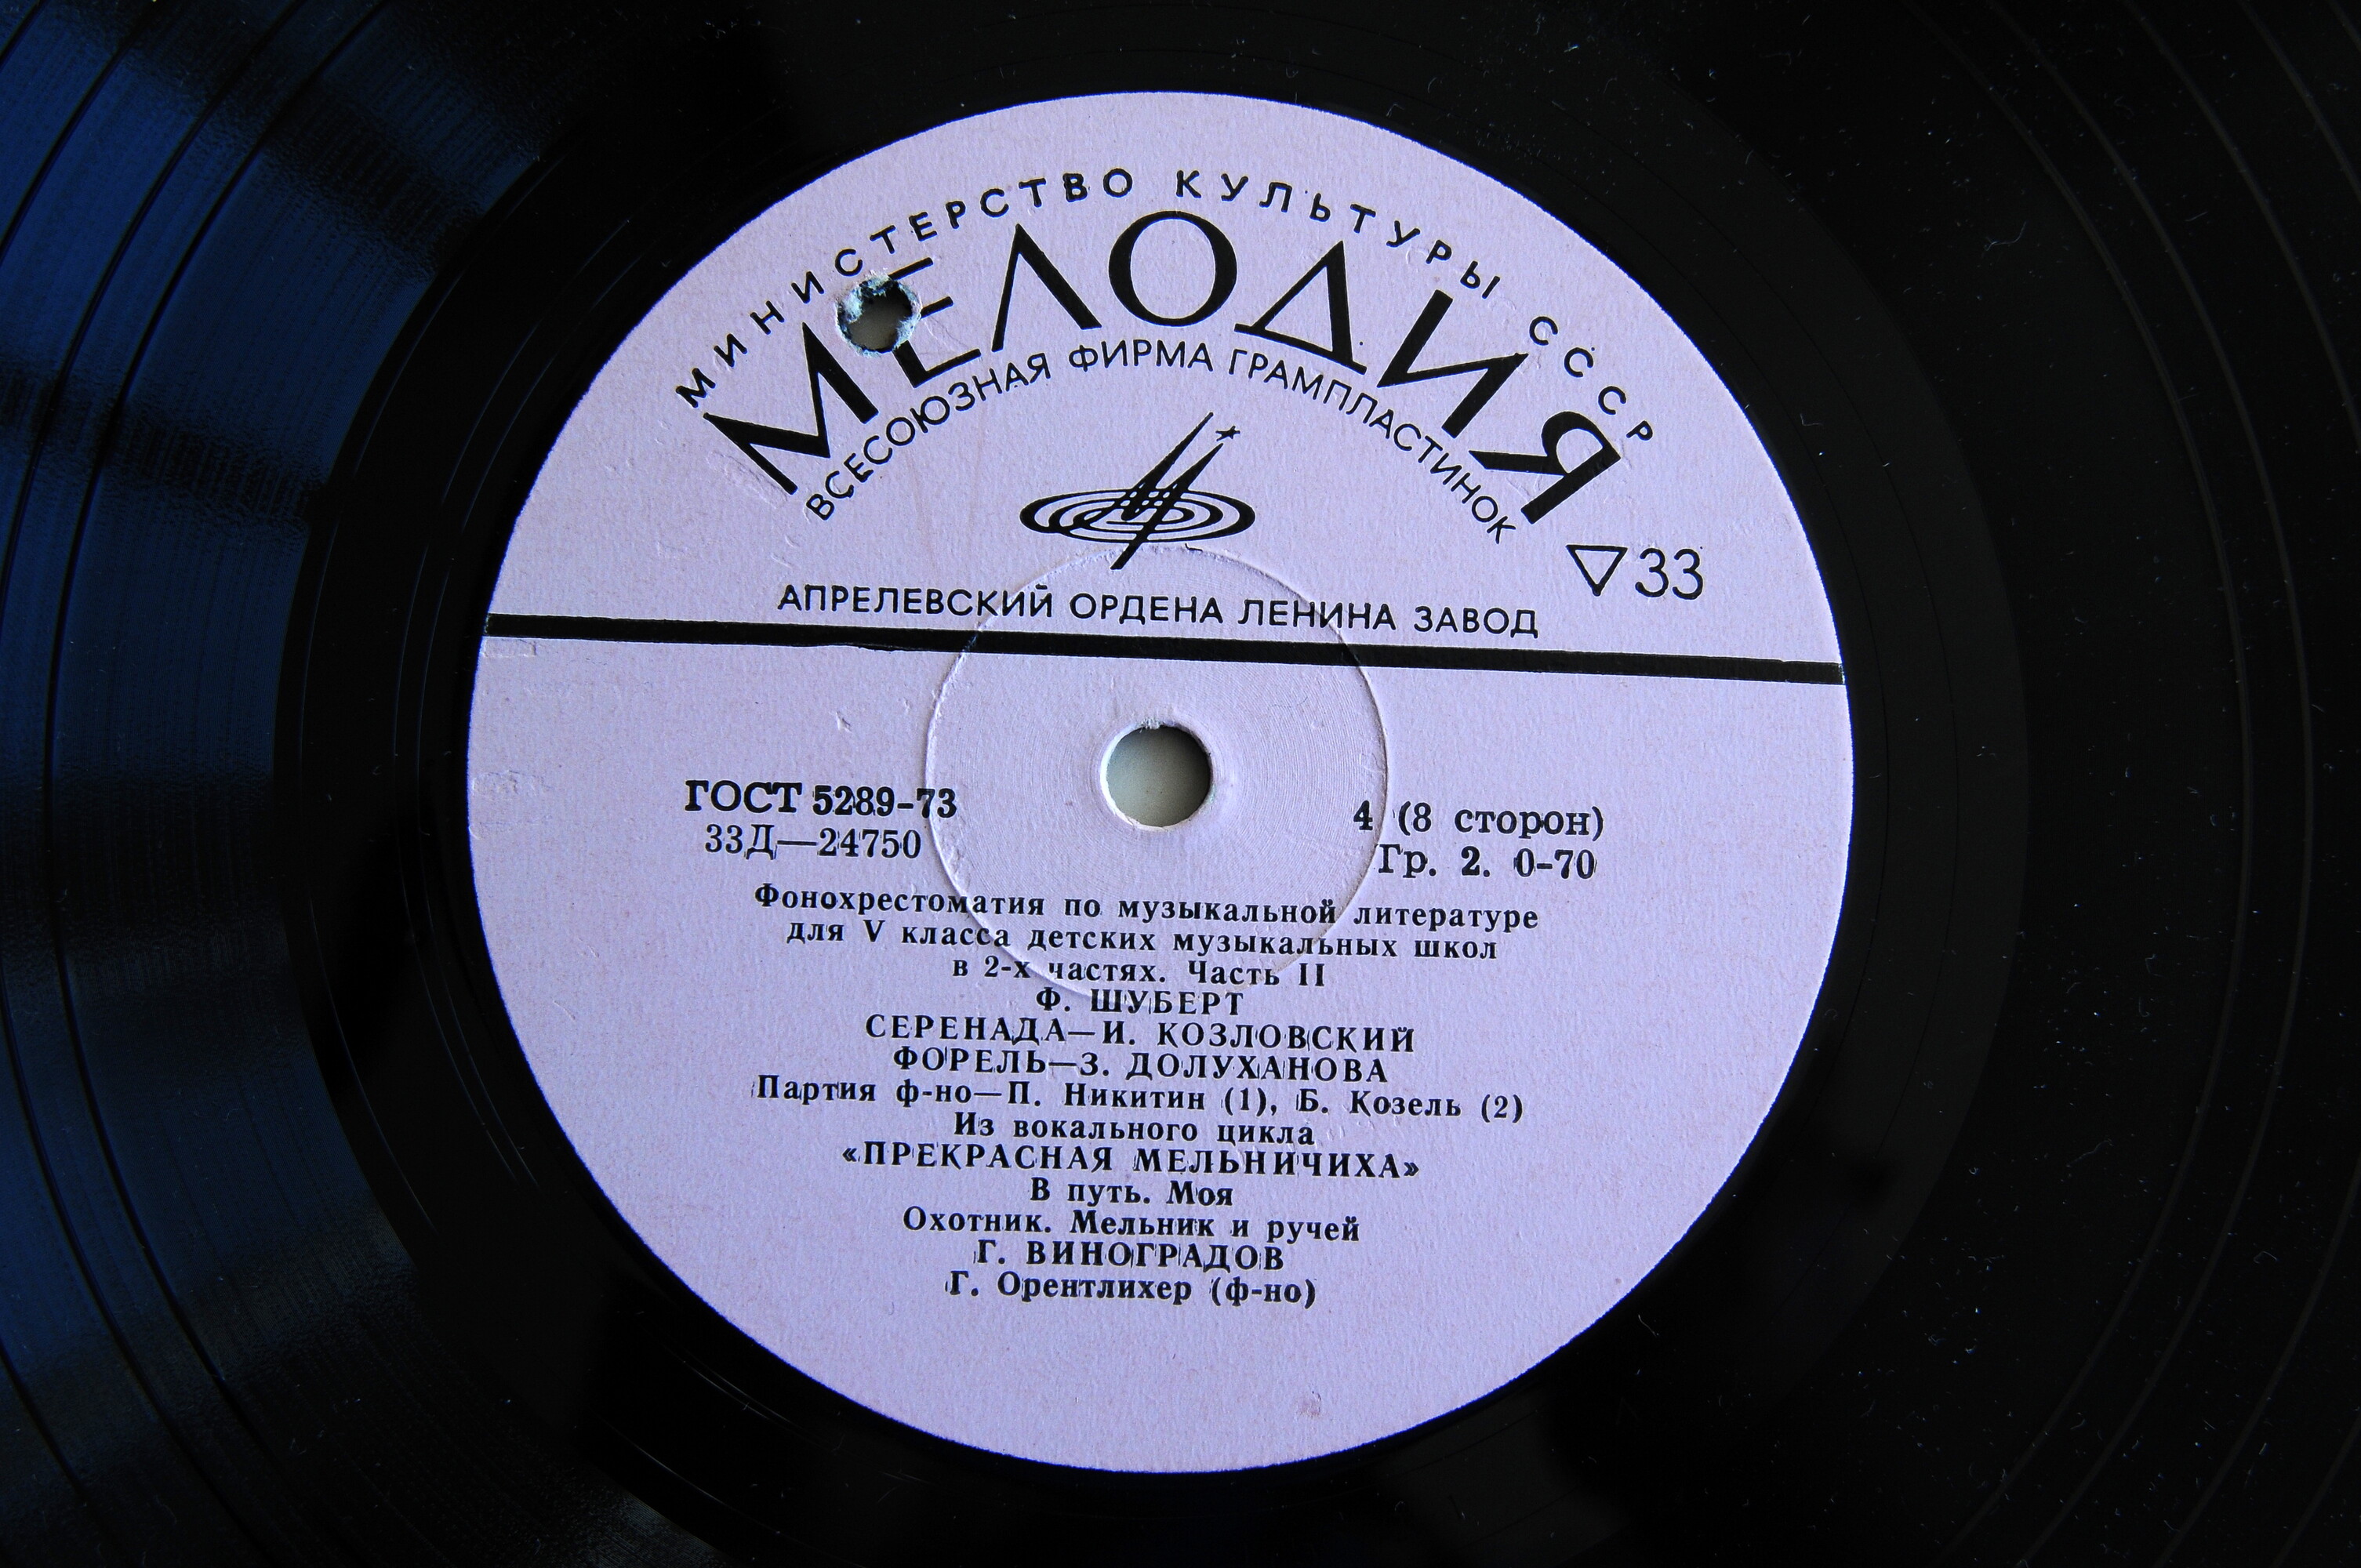 МИНИСТЕРСТВО КУЛЬТУРЫ СССР
МЕЛОДИЯ
ВСЕСОЮЗНАЯ ФИРМА ГРАМПЛАСТИНОК
▽33
АПРЕЛЕВСКИЙ ОРДЕНА ЛЕНИНА ЗАВОД
ГОСТ 5289-73
33Д—24750
4 (8 сторон)
Гр. 2. 0-70
Фонохрестоматия по музыкальной литературе
для V класса детских музыкальных школ
в 2-х частях. Часть II
Ф. ШУБЕРТ
СЕРЕНАДА—И. КОЗЛОВСКИЙ
ФОРЕЛЬ—З. ДОЛУХАНОВА
Партия ф-но—П. Никитин (1), Б. Козель (2)
Из вокального цикла
«ПРЕКРАСНАЯ МЕЛЬНИЧИХА»
В путь. Моя
Охотник. Мельник и ручей
Г. ВИНОГРАДОВ
Г. Орентлихер (ф-но)